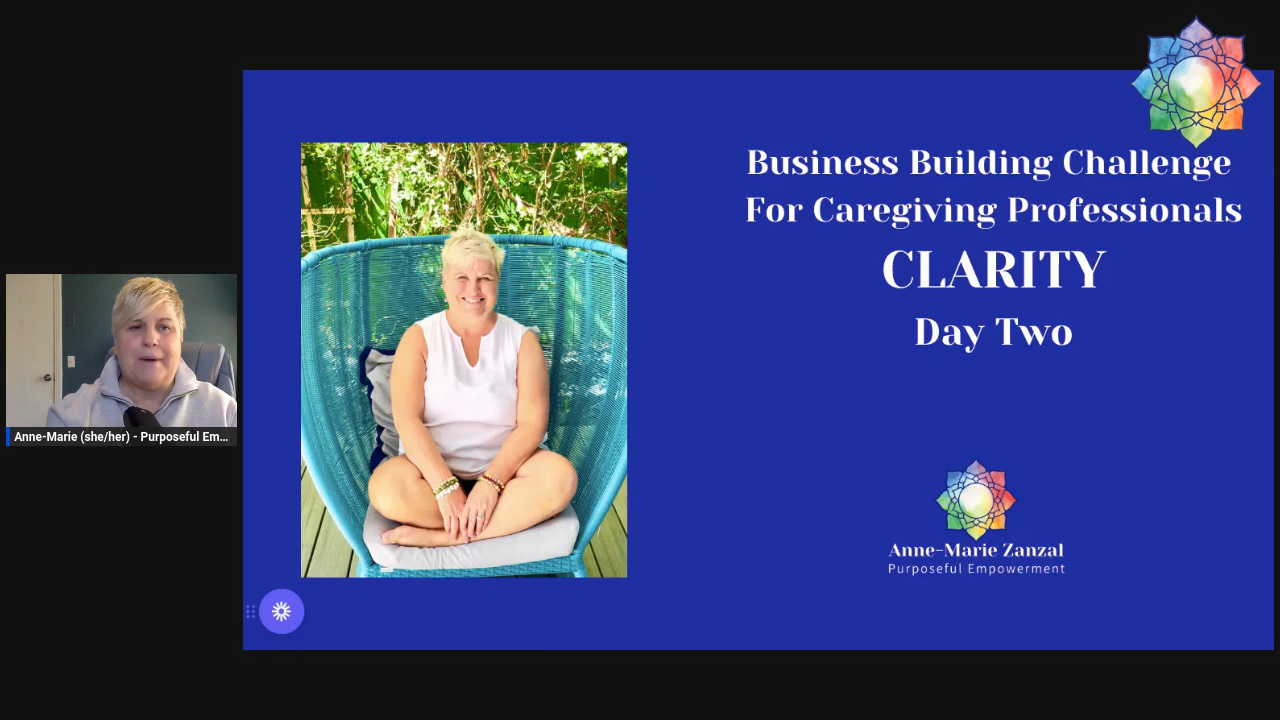 Business Building Challenge
For Caregiving Professionals
CLARITY
Day Two
Anne-Marie (she/her) - Purposeful Em...
Anne-Marie Zanzal
Purposeful Empowerment